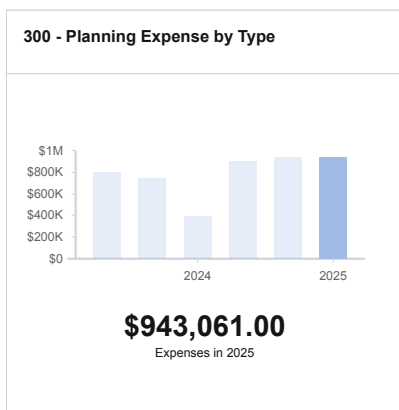 300 - Planning Expense by Type
$1M
$800K
$600K
$400K
$200K
$0
2024
2025
$943,061.00
Expenses in 2025